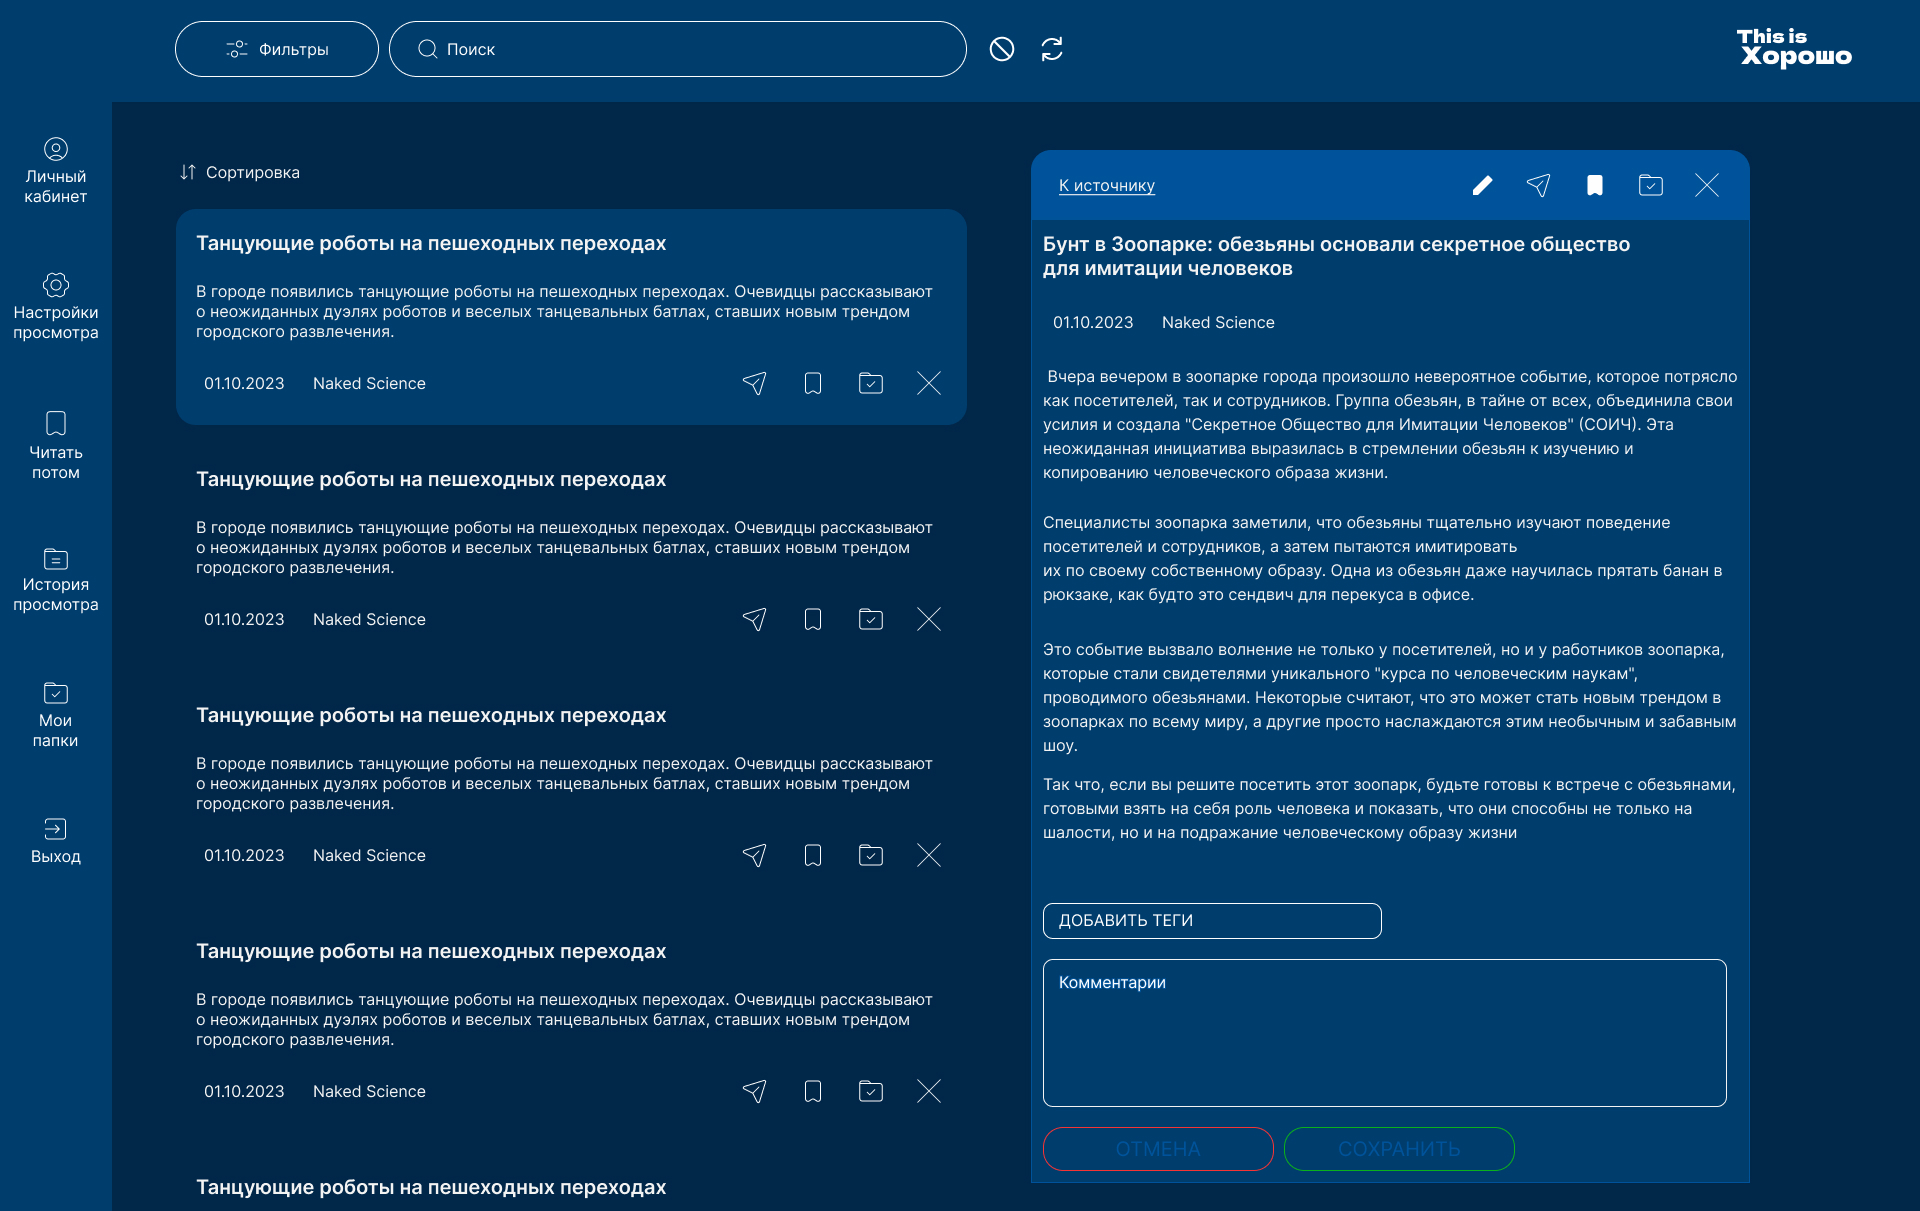 Фильтры
Поиск
This is
Хорошо
Личный
кабинет
Настройки
просмотра
Читать
потом
История
просмотра
Мои
папки
Выход
Сортировка
Танцующие роботы на пешеходных переходах
В городе появились танцующие роботы на пешеходных переходах. Очевидцы рассказывают
о неожиданных дуэлях роботов и веселых танцевальных батлах, ставших новым трендом
городского развлечения.
01.10.2023 Naked Science
Танцующие роботы на пешеходных переходах
В городе появились танцующие роботы на пешеходных переходах. Очевидцы рассказывают
о неожиданных дуэлях роботов и веселых танцевальных батлах, ставших новым трендом
городского развлечения.
01.10.2023 Naked Science
Танцующие роботы на пешеходных переходах
В городе появились танцующие роботы на пешеходных переходах. Очевидцы рассказывают
о неожиданных дуэлях роботов и веселых танцевальных батлах, ставших новым трендом
городского развлечения.
01.10.2023 Naked Science
Танцующие роботы на пешеходных переходах
В городе появились танцующие роботы на пешеходных переходах. Очевидцы рассказывают
о неожиданных дуэлях роботов и веселых танцевальных батлах, ставших новым трендом
городского развлечения.
01.10.2023 Naked Science
Танцующие роботы на пешеходных переходах
К источнику
Бунт в Зоопарке: обезьяны основали секретное общество
для имитации человеков
01.10.2023 Naked Science
Вчера вечером в зоопарке города произошло невероятное событие, которое потрясло
как посетителей, так и сотрудников. Группа обезьян, в тайне от всех, объединила свои
усилия и создала "Секретное Общество для Имитации Человеков" (СОИЧ). Эта
неожиданная инициатива выразилась в стремлении обезьян к изучению и
копированию человеческого образа жизни.
Специалисты зоопарка заметили, что обезьяны тщательно изучают поведение
посетителей и сотрудников, а затем пытаются имитировать
их по своему собственному образу. Одна из обезьян даже научилась прятать банан в
рюкзаке, как будто это сендвич для перекуса в офисе.
Это событие вызвало волнение не только у посетителей, но и у работников зоопарка,
которые стали свидетелями уникального "курса по человеческим наукам",
проводимого обезьянами. Некоторые считают, что это может стать новым трендом в
зоопарках по всему миру, а другие просто наслаждаются этим необычным и забавным
шоу.
Так что, если вы решите посетить этот зоопарк, будьте готовы к встрече с обезьянами,
готовыми взять на себя роль человека и показать, что они способны не только на
шалости, но и на подражание человеческому образу жизни
ДОБАВИТЬ ТЕГИ
Комментарии
ОТМЕНА СОХРАНИТЬ